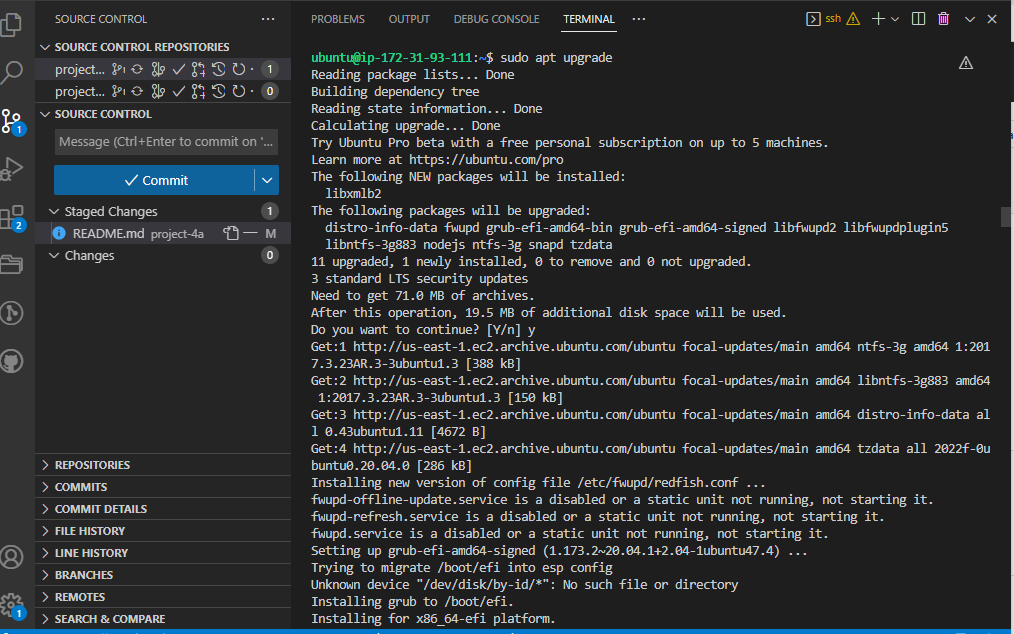 SOURCE CONTROL
SOURCE CONTROL REPOSITORIES
project... 1
project... 0
SOURCE CONTROL
Message (Ctrl+Enter to commit on '...
Commit
Staged Changes 1
README.md project-4a M
Changes 0
REPOSITORIES
COMMITS
COMMIT DETAILS
FILE HISTORY
LINE HISTORY
BRANCHES
REMOTES
SEARCH & COMPARE
1
2
1
PROBLEMS OUTPUT DEBUG CONSOLE TERMINAL ssh
ubuntu@ip-172-31-93-111:~$ sudo apt upgrade
Reading package lists... Done
Building dependency tree
Reading state information... Done
Calculating upgrade... Done
Try Ubuntu Pro beta with a free personal subscription on up to 5 machines.
Learn more at https://ubuntu.com/pro
The following NEW packages will be installed:
libxmlb2
The following packages will be upgraded:
distro-info-data fwupd grub-efi-amd64-bin grub-efi-amd64-signed libfwupd2 libfwupdplugin5
libntfs-3g883 nodejs ntfs-3g snapd tzdata
11 upgraded, 1 newly installed, 0 to remove and 0 not upgraded.
3 standard LTS security updates
Need to get 71.0 MB of archives.
After this operation, 19.5 MB of additional disk space will be used.
Do you want to continue? [Y/n] y
Get:1 http://us-east-1.ec2.archive.ubuntu.com/ubuntu focal-updates/main amd64 ntfs-3g amd64 1:201
7.3.23AR.3-3ubuntu1.3 [388 kB]
Get:2 http://us-east-1.ec2.archive.ubuntu.com/ubuntu focal-updates/main amd64 libntfs-3g883 amd64
1:2017.3.23AR.3-3ubuntu1.3 [150 kB]
Get:3 http://us-east-1.ec2.archive.ubuntu.com/ubuntu focal-updates/main amd64 distro-info-data al
l 0.43ubuntu1.11 [4672 B]
Get:4 http://us-east-1.ec2.archive.ubuntu.com/ubuntu focal-updates/main amd64 tzdata all 2022f-0u
buntu0.20.04.0 [286 kB]
Installing new version of config file /etc/fwupd/redfish.conf ...
fwupd-offline-update.service is a disabled or a static unit not running, not starting it.
fwupd-refresh.service is a disabled or a static unit not running, not starting it.
fwupd.service is a disabled or a static unit not running, not starting it.
Setting up grub-efi-amd64-signed (1.173.2~20.04.1+2.04-1ubuntu47.4) ...
Trying to migrate /boot/efi into esp config
Unknown device "/dev/disk/by-id/*": No such file or directory
Installing grub to /boot/efi.
Installing for x86_64-efi platform.